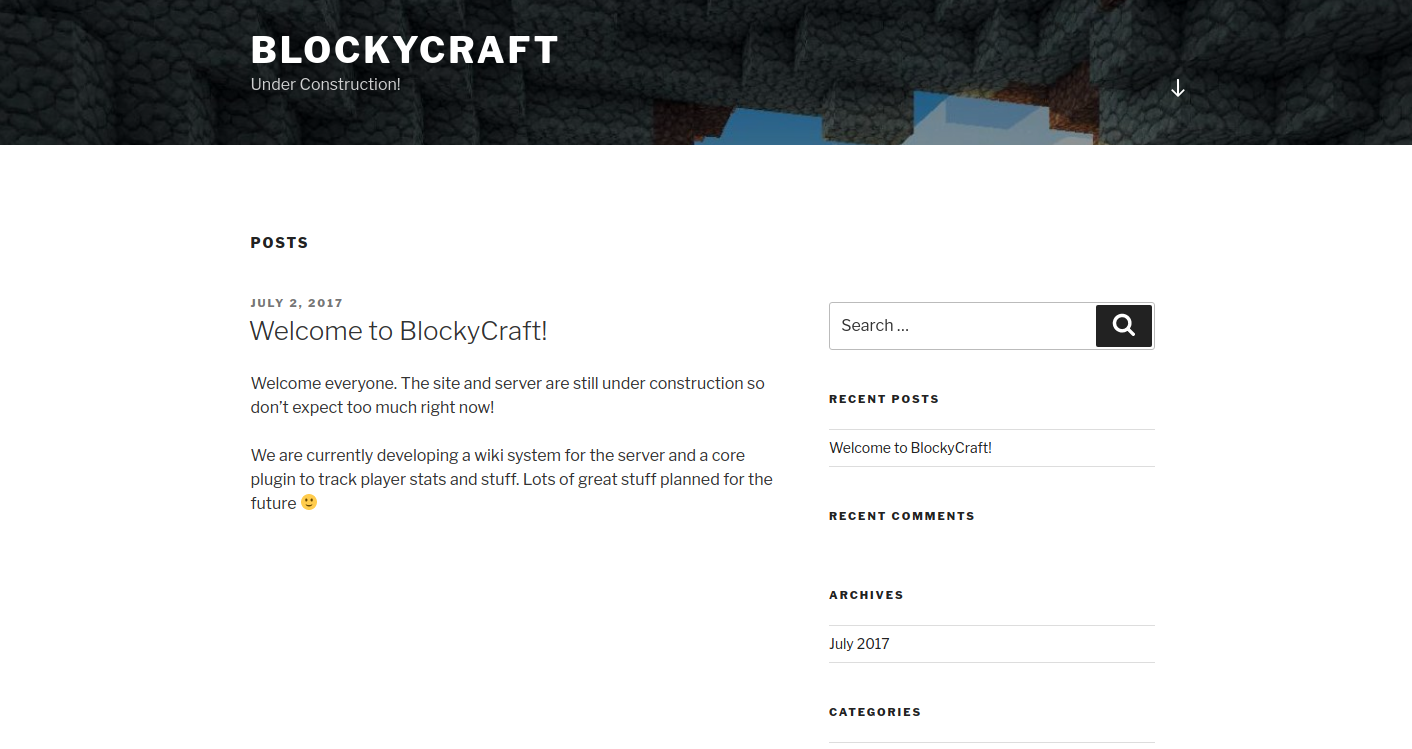 BLOCKYCRAFT
Under Construction!
POSTS
JULY 2, 2017
Welcome to BlockyCraft!
Welcome everyone. The site and server are still under construction so
don’t expect too much right now!
We are currently developing a wiki system for the server and a core
plugin to track player stats and stuff. Lots of great stuff planned for the
future 🙂
Search …
RECENT POSTS
Welcome to BlockyCraft!
RECENT COMMENTS
ARCHIVES
July 2017
CATEGORIES